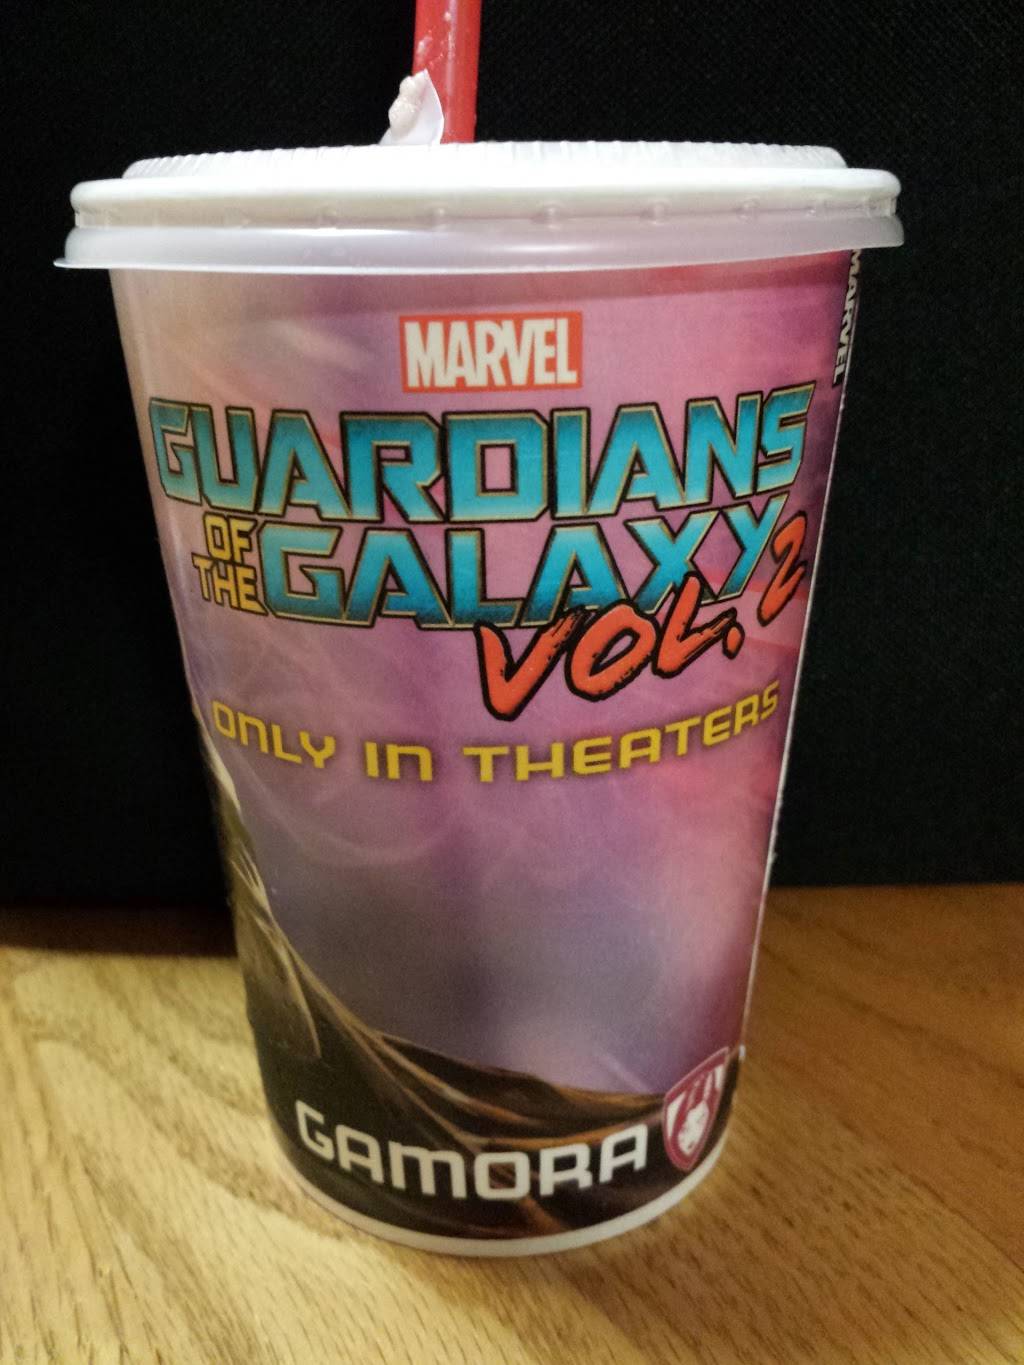 MARVEL
GUARDIANS
OF THE GALAXY
VOL. 2
ONLY IN THEATERS
GAMORA
MARVEL